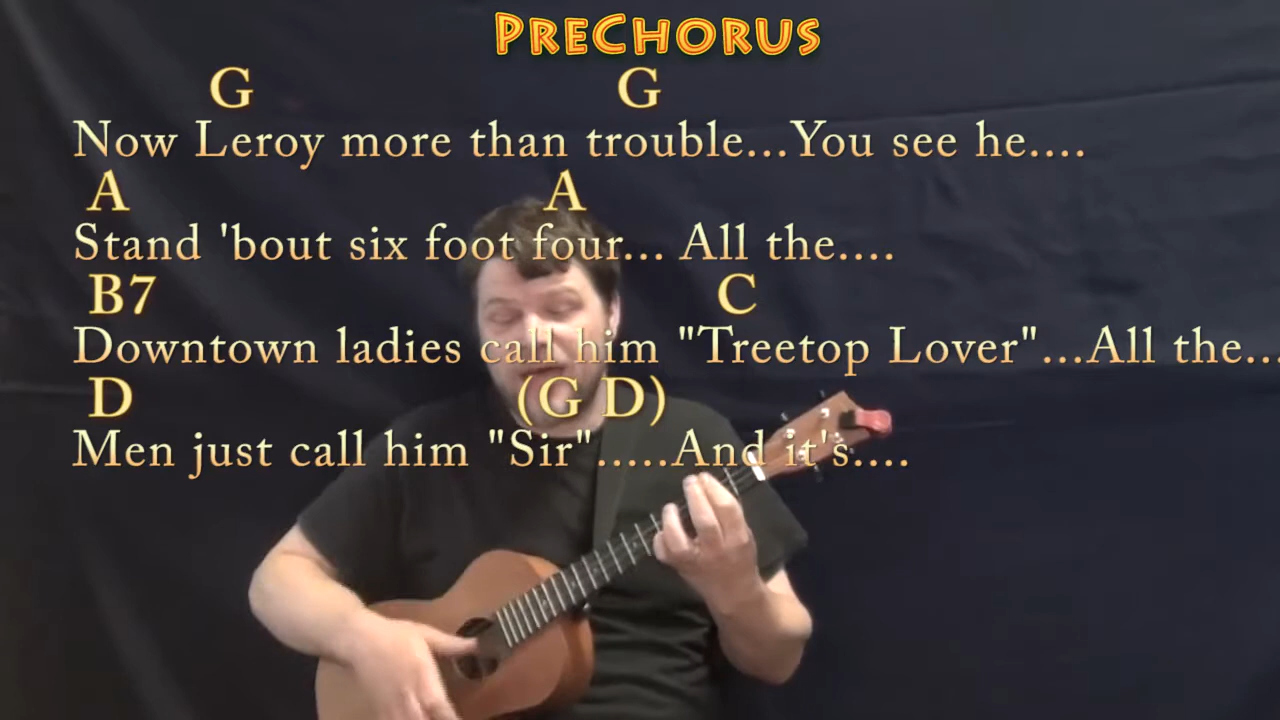 PRECHORUS
G G
Now Leroy more than trouble...You see he....
A A
Stand 'bout six foot four... All the....
B7 C
Downtown ladies call him "Treetop Lover"...All the...
D (G D)
Men just call him "Sir".....And it's....